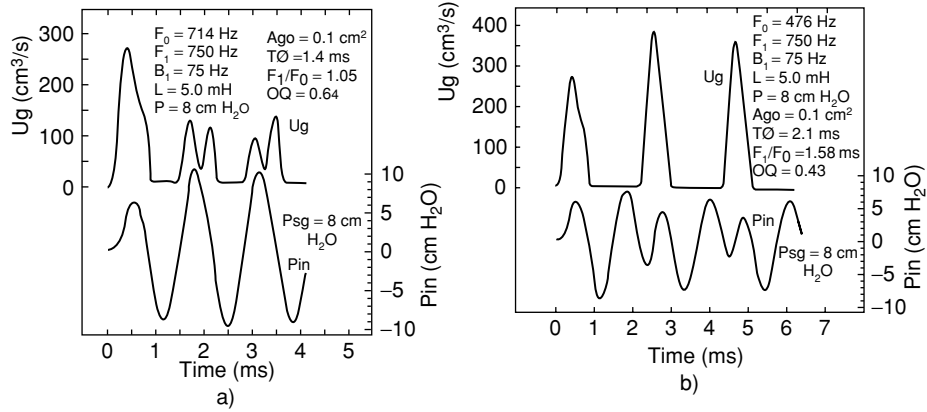 Ug (cm³/s)
300
200
100
0
F₀ = 714 Hz
F₁ = 750 Hz
B₁ = 75 Hz
L = 5.0 mH
P = 8 cm H₂O
Ago = 0.1 cm²
TØ = 1.4 ms
F₁/F₀ = 1.05
OQ = 0.64
Ug
Psg = 8 cm
H₂O
Pin
10
5
0
–5
–10
Pin (cm H₂O)
0 1 2 3 4 5
Time (ms)
a)
Ug (cm³/s)
400
300
200
100
0
F₀ = 476 Hz
F₁ = 750 Hz
B₁ = 75 Hz
L = 5.0 mH
P = 8 cm H₂O
Ago = 0.1 cm²
TØ = 2.1 ms
F₁/F₀ = 1.58 ms
OQ = 0.43
Ug
Pin
Psg = 8 cm
H₂O
10
5
0
–5
–10
Pin (cm H₂O)
0 1 2 3 4 5 6 7
Time (ms)
b)